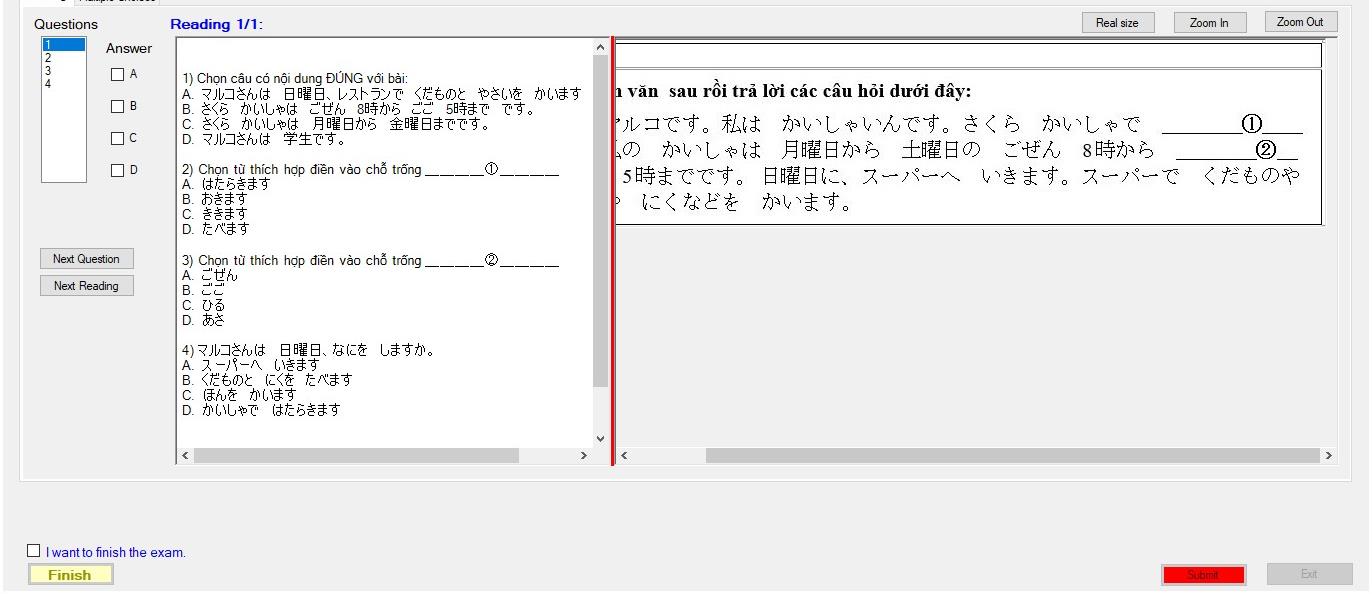 Questions
Reading 1/1:
Real size
Zoom In
Zoom Out
1
2
3
4
Answer
A
B
C
D
Next Question
Next Reading
1) Chọn câu có nội dung ĐÚNG với bài:
A. マルコさんは 日曜日、レストランで くだものと やさいを かいます
B. さくら かいしゃは ごぜん 8時から ごご 5時まで です。
C. さくら かいしゃは 月曜日から 金曜日までです。
D. マルコさんは 学生です。
2) Chọn từ thích hợp điền vào chỗ trống ________①________
A. はたらきます
B. おきます
C. ききます
D. たべます
3) Chọn từ thích hợp điền vào chỗ trống ________②________
A. ごぜん
B. ごご
C. ひる
D. あさ
4) マルコさんは 日曜日、なにを しますか。
A. スーパーへ いきます
B. くだものと にくを たべます
C. ほんを かいます
D. かいしゃで はたらきます
văn sau rồi trả lời các câu hỏi dưới đây:
ルコです。私は かいしゃいんです。さくら かいしゃで ________①____
の かいしゃは 月曜日から 土曜日の ごぜん 8時から ________②__
5時までです。 日曜日に、スーパーへ いきます。スーパーで くだものや
にくなどを かいます。
I want to finish the exam.
Finish
Submit
Exit